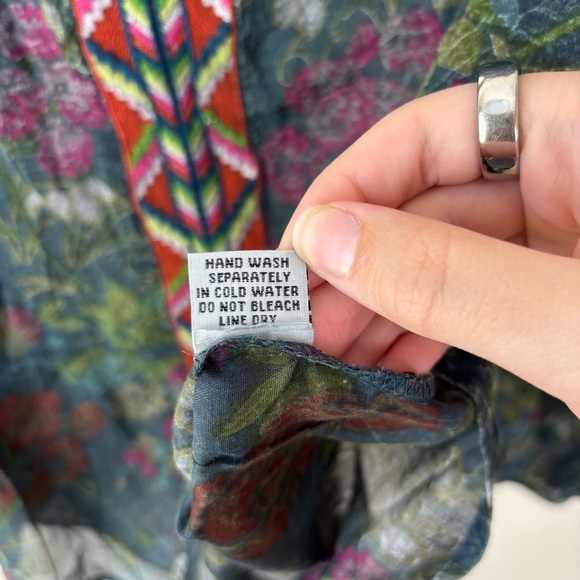 HAND WASH
SEPARATELY
IN COLD WATER
DO NOT BLEACH
LINE DRY